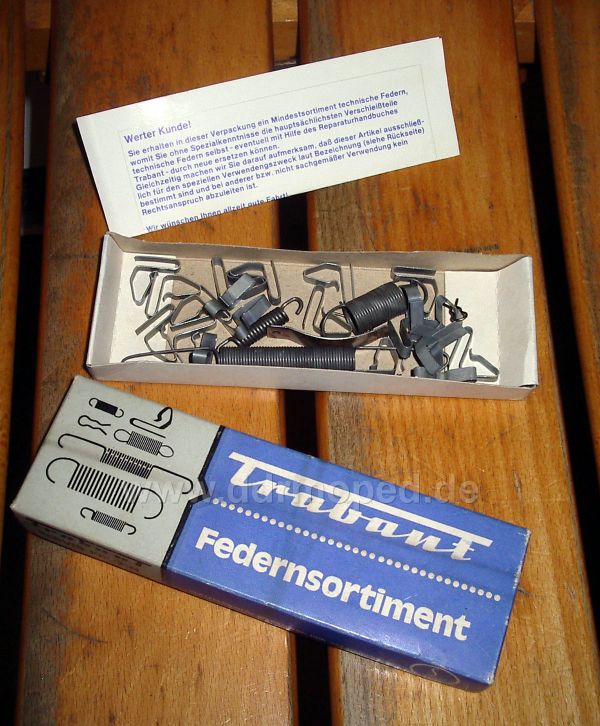 Werter Kunde!
Sie erhalten in dieser Verpackung ein Mindestsortiment technische Federn,
womit Sie ohne Spezialkenntnisse die hauptsächlichsten Verschleißteile
technische Federn selbst - eventuell mit Hilfe des Reparaturhandbuches
Trabant - durch neue ersetzen können.
Gleichzeitig machen wir Sie darauf aufmerksam, daß dieser Artikel ausschließ-
lich für den speziellen Verwendungszweck laut Bezeichnung (siehe Rückseite)
bestimmt sind und bei anderer bzw. nicht sachgemäßer Verwendung kein
Rechtsanspruch abzuleiten ist.
Wir wünschen Ihnen allzeit gute Fahrt!
Trabant
www.duromoped.de
Federnsortiment